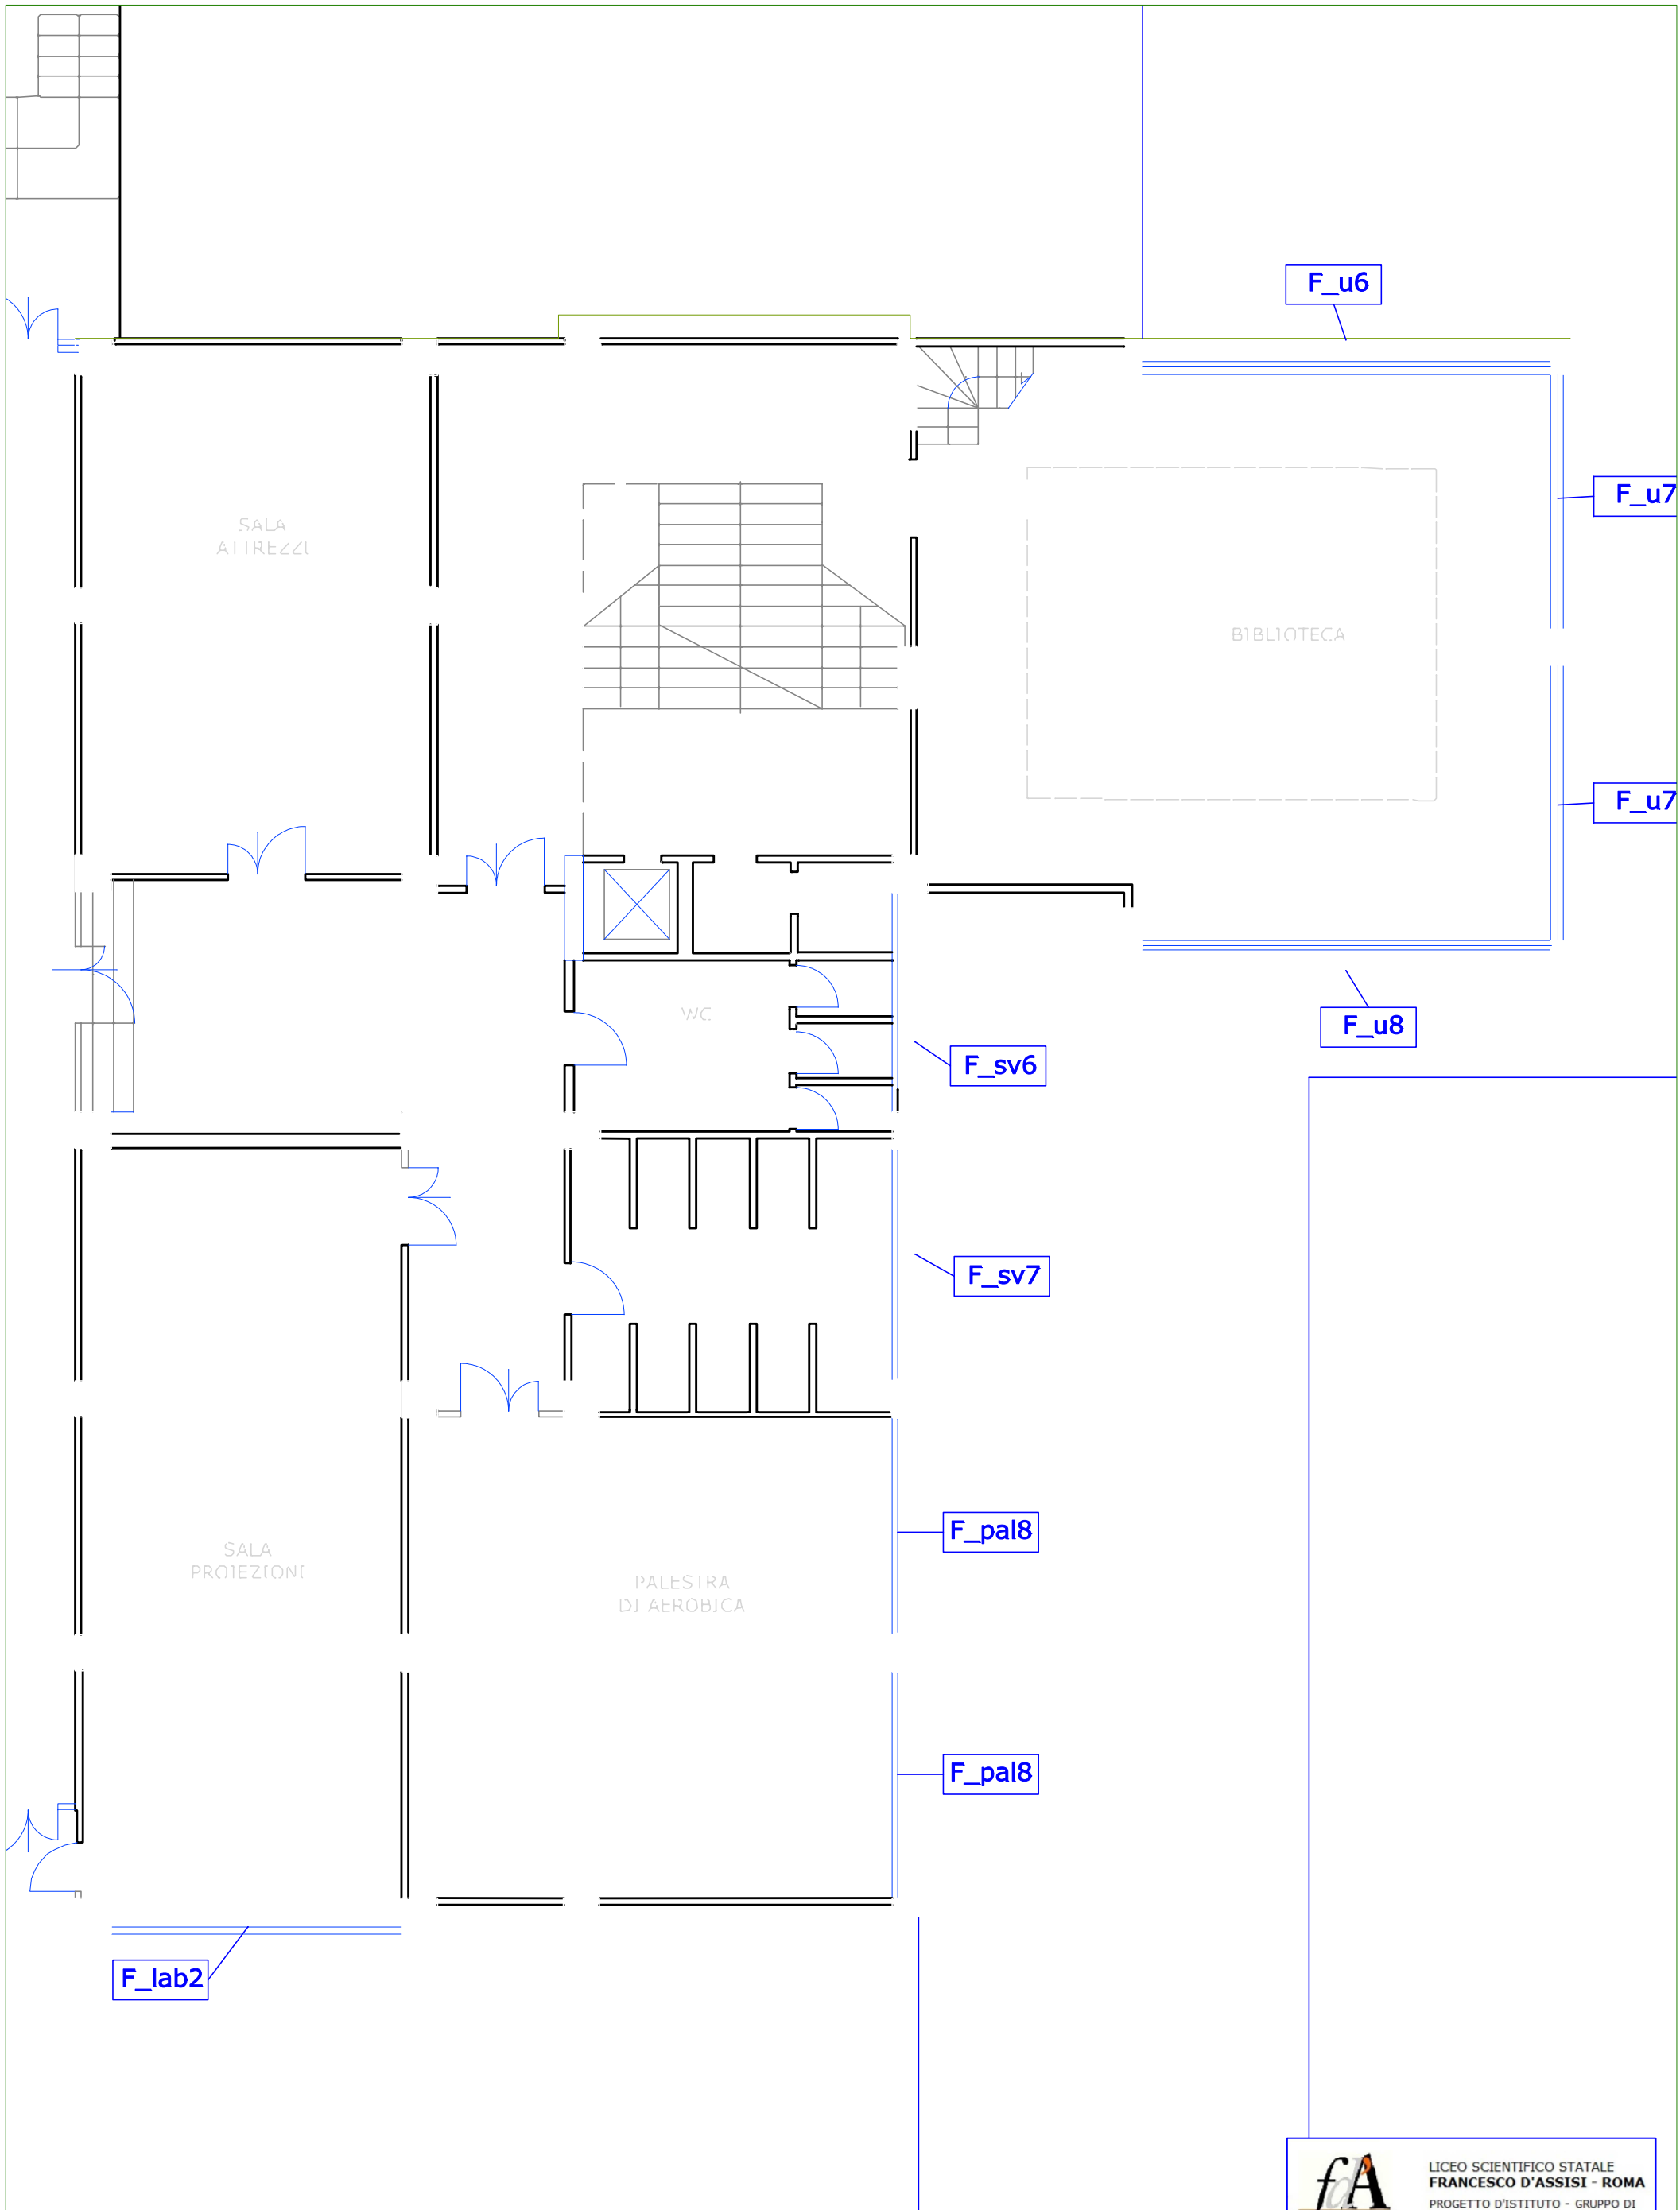 F_u6
F_u7
SALA
ATTREZZI
BIBLIOTECA
F_u7
WC
F_u8
F_sv6
F_sv7
F_pal8
SALA
PROIEZIONI
PALESTRA
DI AEROBICA
F_pal8
F_lab2
fdA
LICEO SCIENTIFICO STATALE
FRANCESCO D'ASSISI - ROMA
PROGETTO D'ISTITUTO - GRUPPO DI